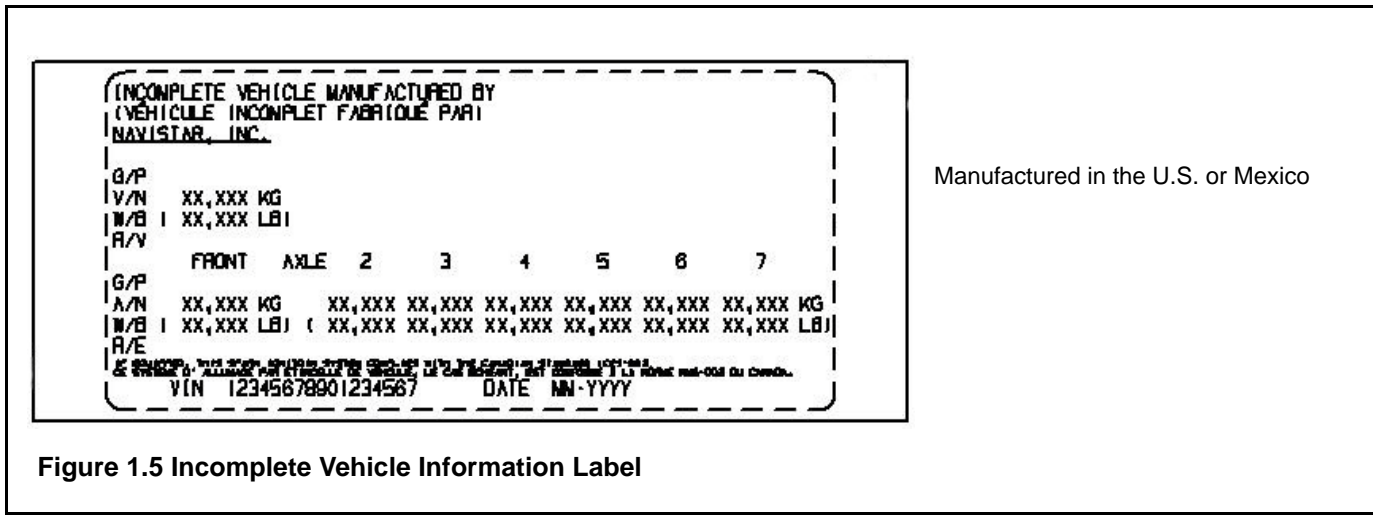 INCOMPLETE VEHICLE MANUFACTURED BY
(VEHICULE INCOMPLET FABRIQUE PAR)
NAVISTAR, INC.
G/P
V/N XX,XXX KG
W/B ( XX,XXX LB)
R/V
FRONT AXLE 2 3 4 5 6 7
G/P
A/N XX,XXX KG XX,XXX XX,XXX XX,XXX XX,XXX XX,XXX XX,XXX KG
W/B ( XX,XXX LB) ( XX,XXX XX,XXX XX,XXX XX,XXX XX,XXX XX,XXX LB)
R/E
VIN 12345678901234567 DATE MM-YYYY
Manufactured in the U.S. or Mexico
Figure 1.5 Incomplete Vehicle Information Label